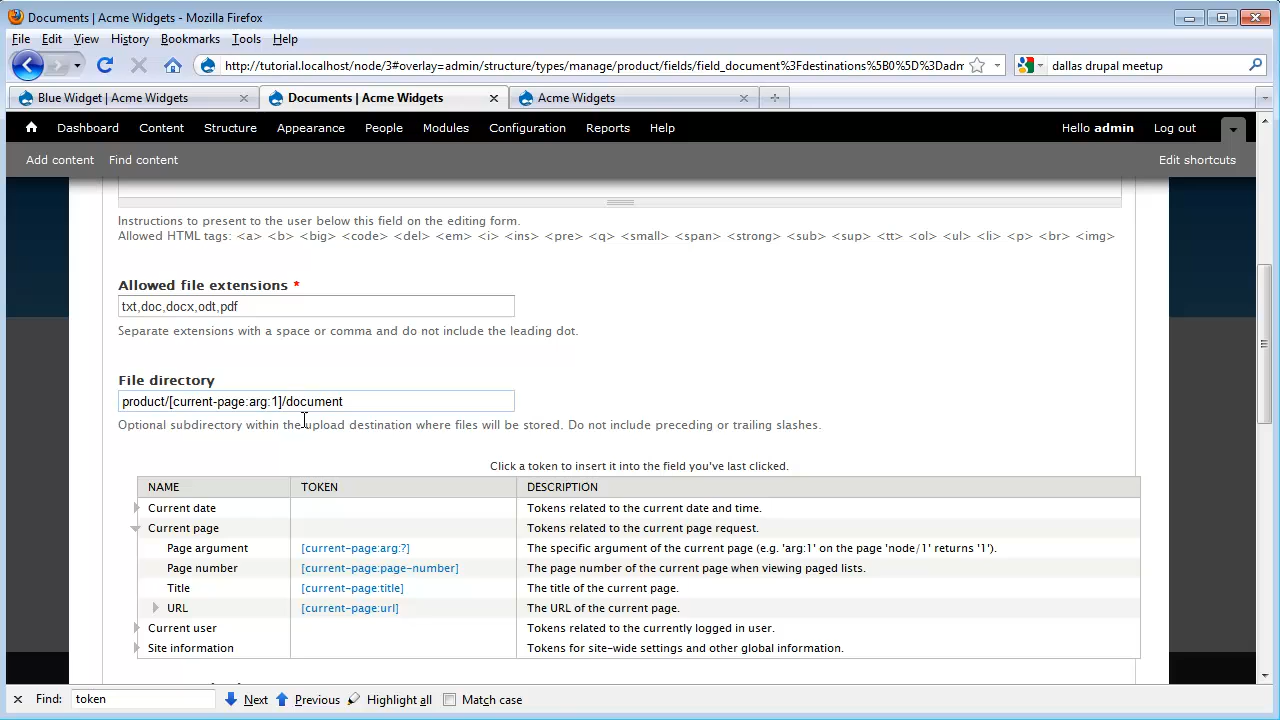 Documents | Acme Widgets - Mozilla Firefox
File Edit View History Bookmarks Tools Help
http://tutorial.localhost/node/3#overlay=admin/structure/types/manage/product/fields/field_document%3Fdestinations%5B0%5D%3Dadm
dallas drupal meetup
Blue Widget | Acme Widgets
Documents | Acme Widgets
Acme Widgets
Dashboard Content Structure Appearance People Modules Configuration Reports Help Hello admin Log out
Add content Find content Edit shortcuts
Instructions to present to the user below this field on the editing form.
Allowed HTML tags: <a> <b> <big> <code> <del> <em> <i> <ins> <pre> <q> <small> <span> <strong> <sub> <sup> <tt> <ol> <ul> <li> <p> <br> <img>
Allowed file extensions *
txt,doc,docx,odt,pdf
Separate extensions with a space or comma and do not include the leading dot.
File directory
product/[current-page:arg:1]/document
Optional subdirectory within the upload destination where files will be stored. Do not include preceding or trailing slashes.
Click a token to insert it into the field you've last clicked.
NAME TOKEN DESCRIPTION
Current date Tokens related to the current date and time.
Current page Tokens related to the current page request.
Page argument [current-page:arg:?] The specific argument of the current page (e.g. 'arg:1' on the page 'node/1' returns '1').
Page number [current-page:page-number] The page number of the current page when viewing paged lists.
Title [current-page:title] The title of the current page.
URL [current-page:url] The URL of the current page.
Current user Tokens related to the currently logged in user.
Site information Tokens for site-wide settings and other global information.
Find: token Next Previous Highlight all Match case